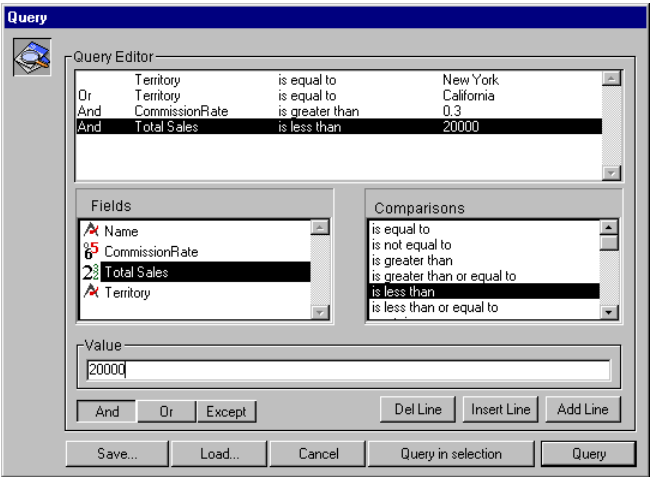 Query
Query Editor
Territory is equal to New York
Or Territory is equal to California
And CommissionRate is greater than 0.3
And Total Sales is less than 20000
Fields
Name
CommissionRate
Total Sales
Territory
Comparisons
is equal to
is not equal to
is greater than
is greater than or equal to
is less than
is less than or equal to
Value
20000
And Or Except Del Line Insert Line Add Line
Save... Load... Cancel Query in selection Query